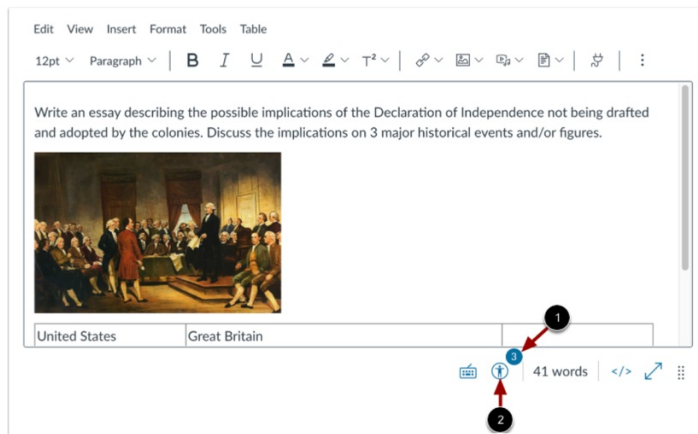 Edit View Insert Format Tools Table
12pt Paragraph B I U A T²
Write an essay describing the possible implications of the Declaration of Independence not being drafted
and adopted by the colonies. Discuss the implications on 3 major historical events and/or figures.
United States Great Britain
1
3
41 words </>
2